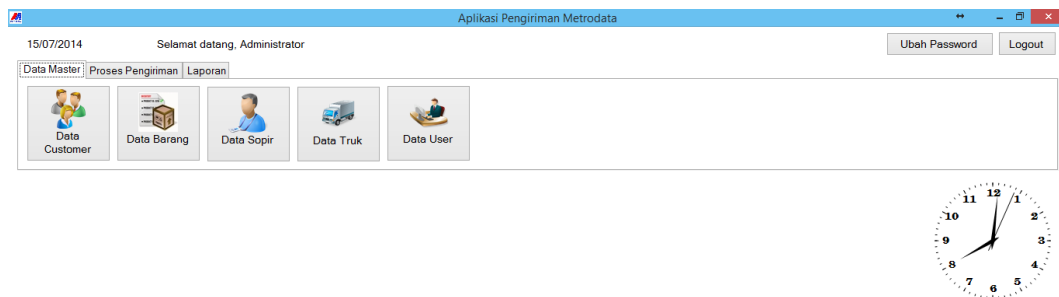 Aplikasi Pengiriman Metrodata
15/07/2014 Selamat datang, Administrator Ubah Password Logout
Data Master Proses Pengiriman Laporan
Data Customer Data Barang Data Sopir Data Truk Data User
12
11 1
10 2
9 3
8 4
7 5
6